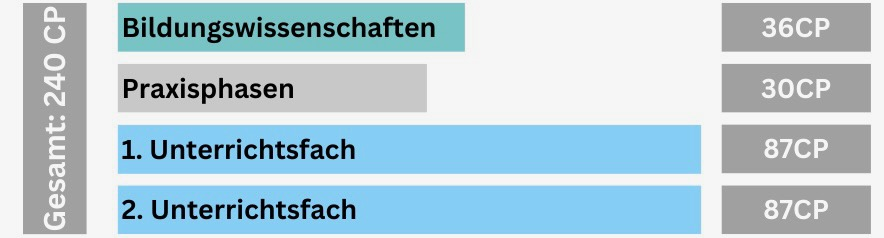 Gesamt: 240 CP
Bildungswissenschaften 36CP
Praxisphasen 30CP
1. Unterrichtsfach 87CP
2. Unterrichtsfach 87CP